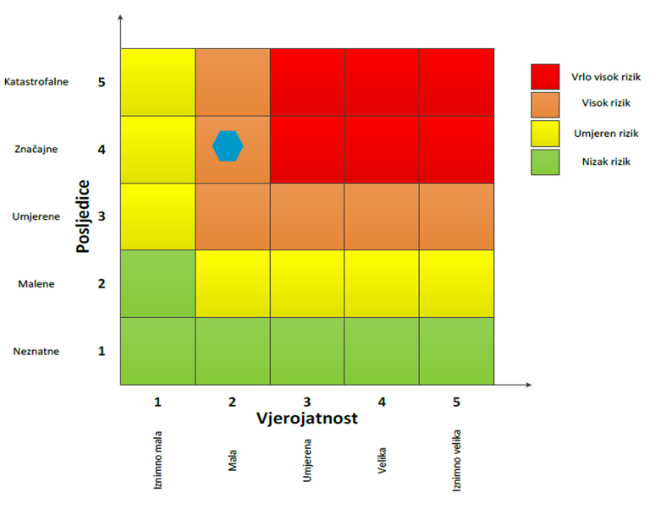 Katastrofalne 5
Značajne 4
Umjerene 3
Malene 2
Neznatne 1
Posljedice
1 2 3 4 5
Vjerojatnost
Iznimno mala
Mala
Umjerena
Velika
Iznimno velika
Vrlo visok rizik
Visok rizik
Umjeren rizik
Nizak rizik